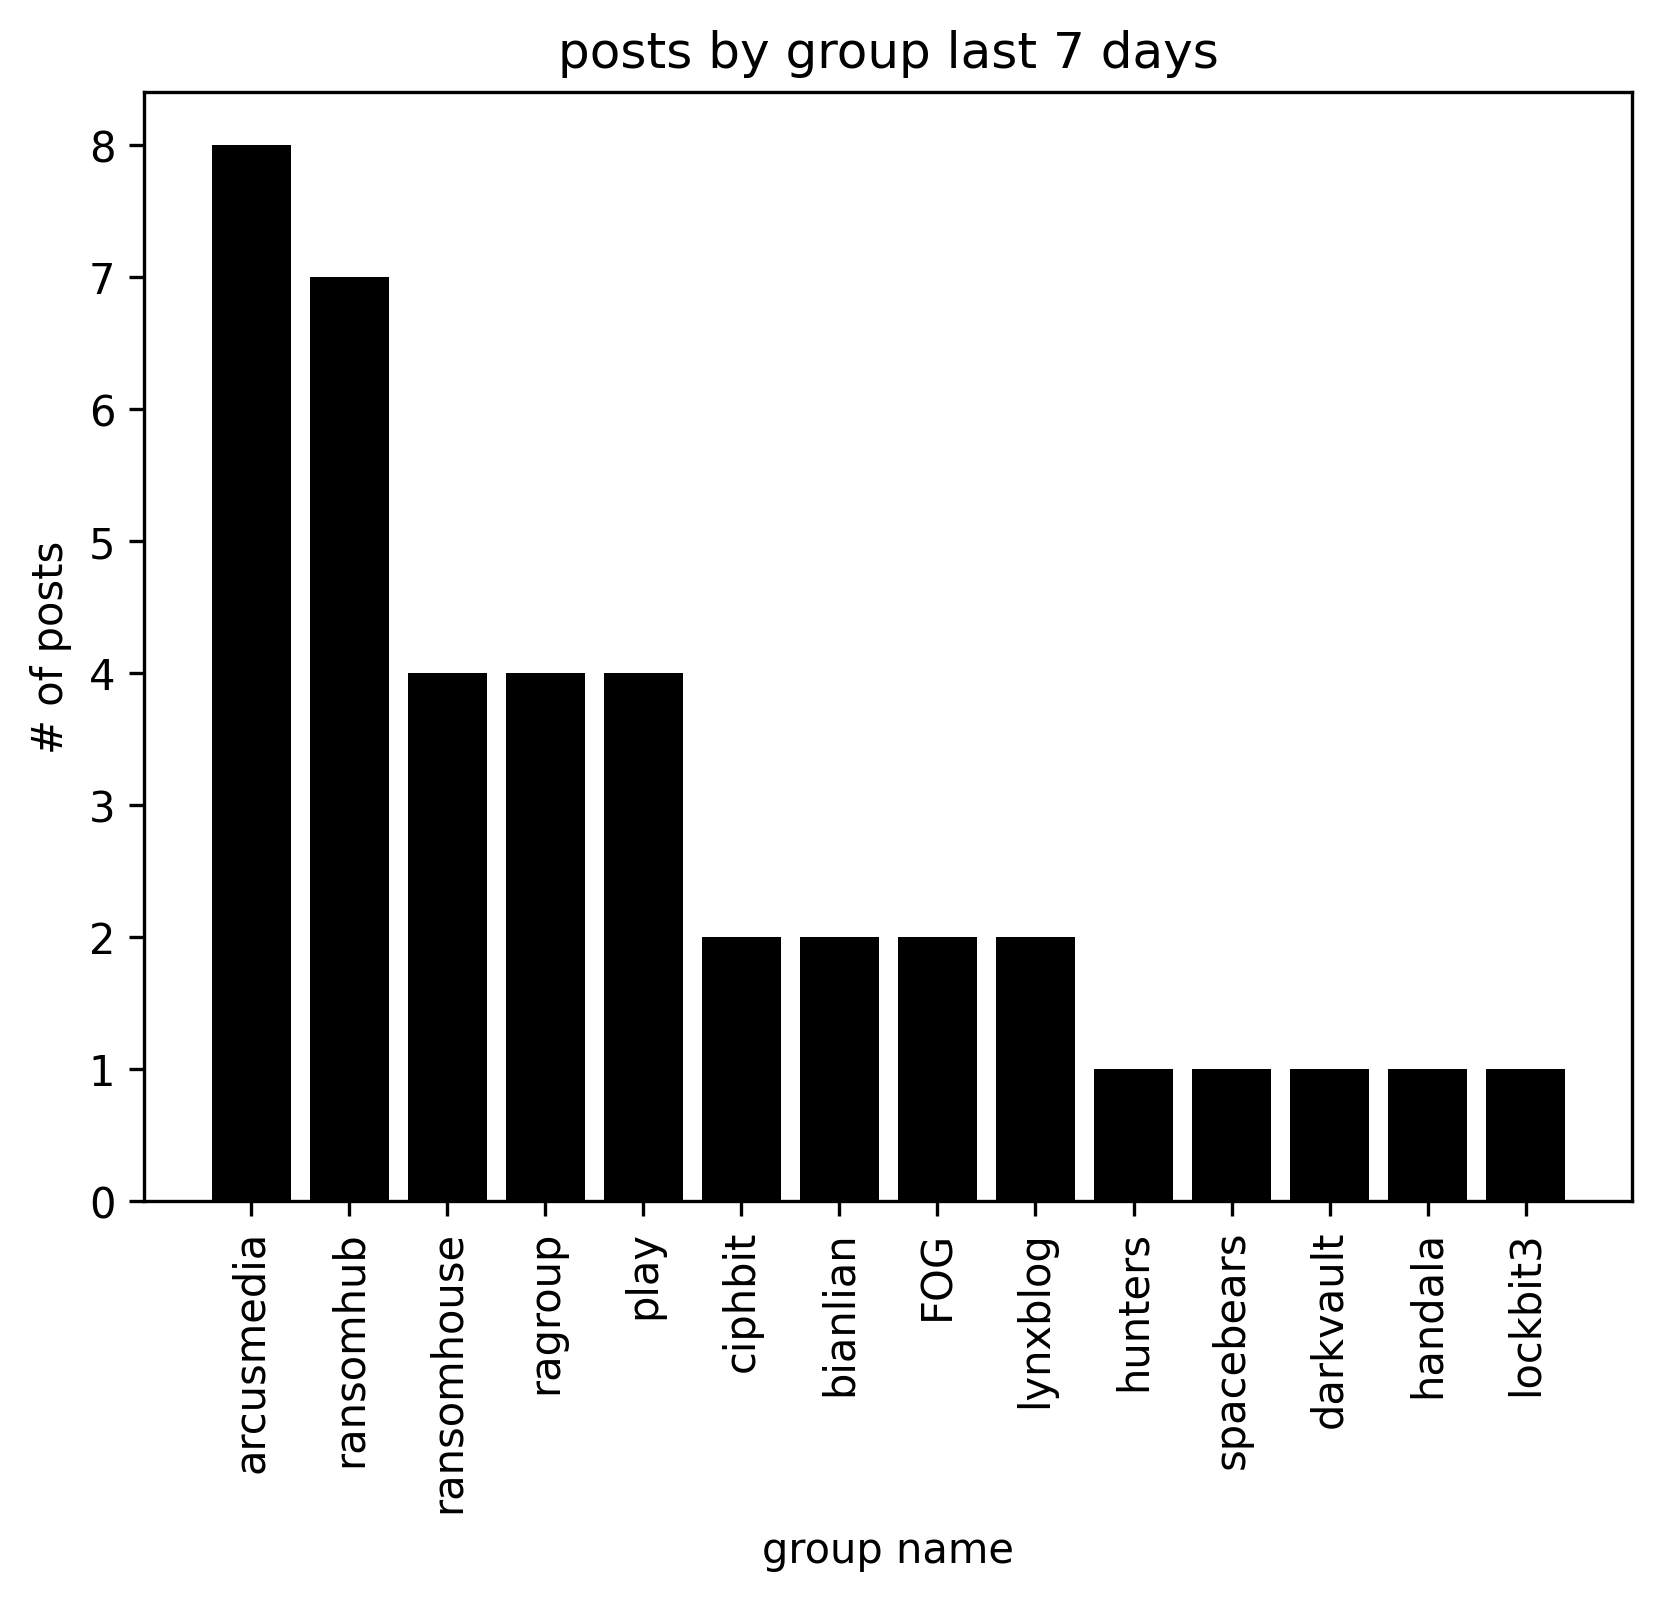 posts by group last 7 days
# of posts
8
7
6
5
4
3
2
1
0
arcusmedia
ransomhub
ransomhouse
ragroup
play
ciphbit
bianlian
FOG
lynxblog
hunters
spacebears
darkvault
handala
lockbit3
group name